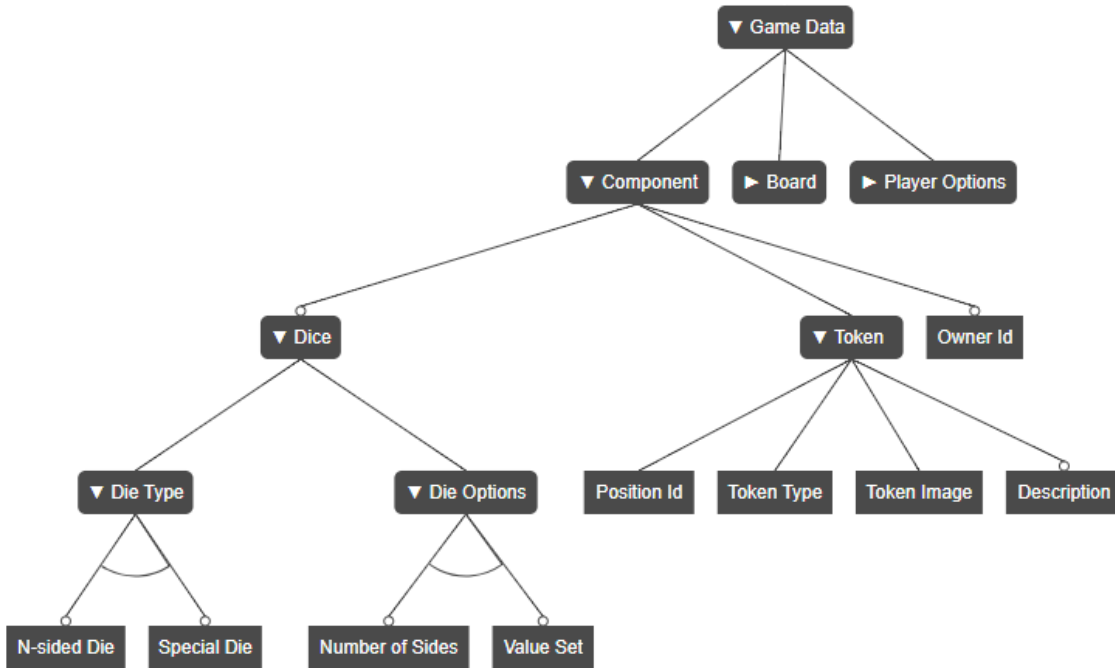 ▼ Game Data
▼ Component
► Board
► Player Options
▼ Dice
▼ Token
Owner Id
▼ Die Type
▼ Die Options
Position Id
Token Type
Token Image
Description
N-sided Die
Special Die
Number of Sides
Value Set